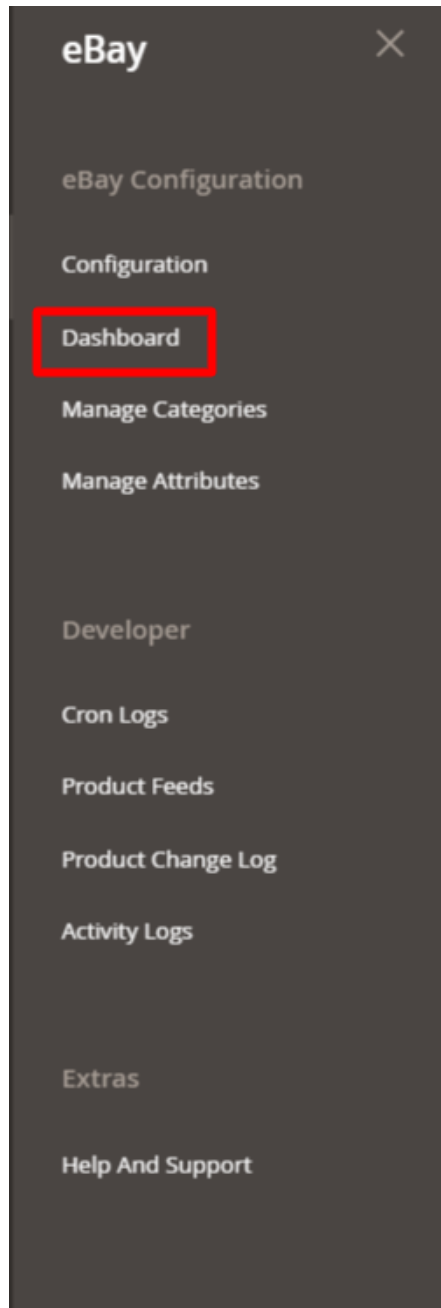 eBay
eBay Configuration
Configuration
Dashboard
Manage Categories
Manage Attributes
Developer
Cron Logs
Product Feeds
Product Change Log
Activity Logs
Extras
Help And Support